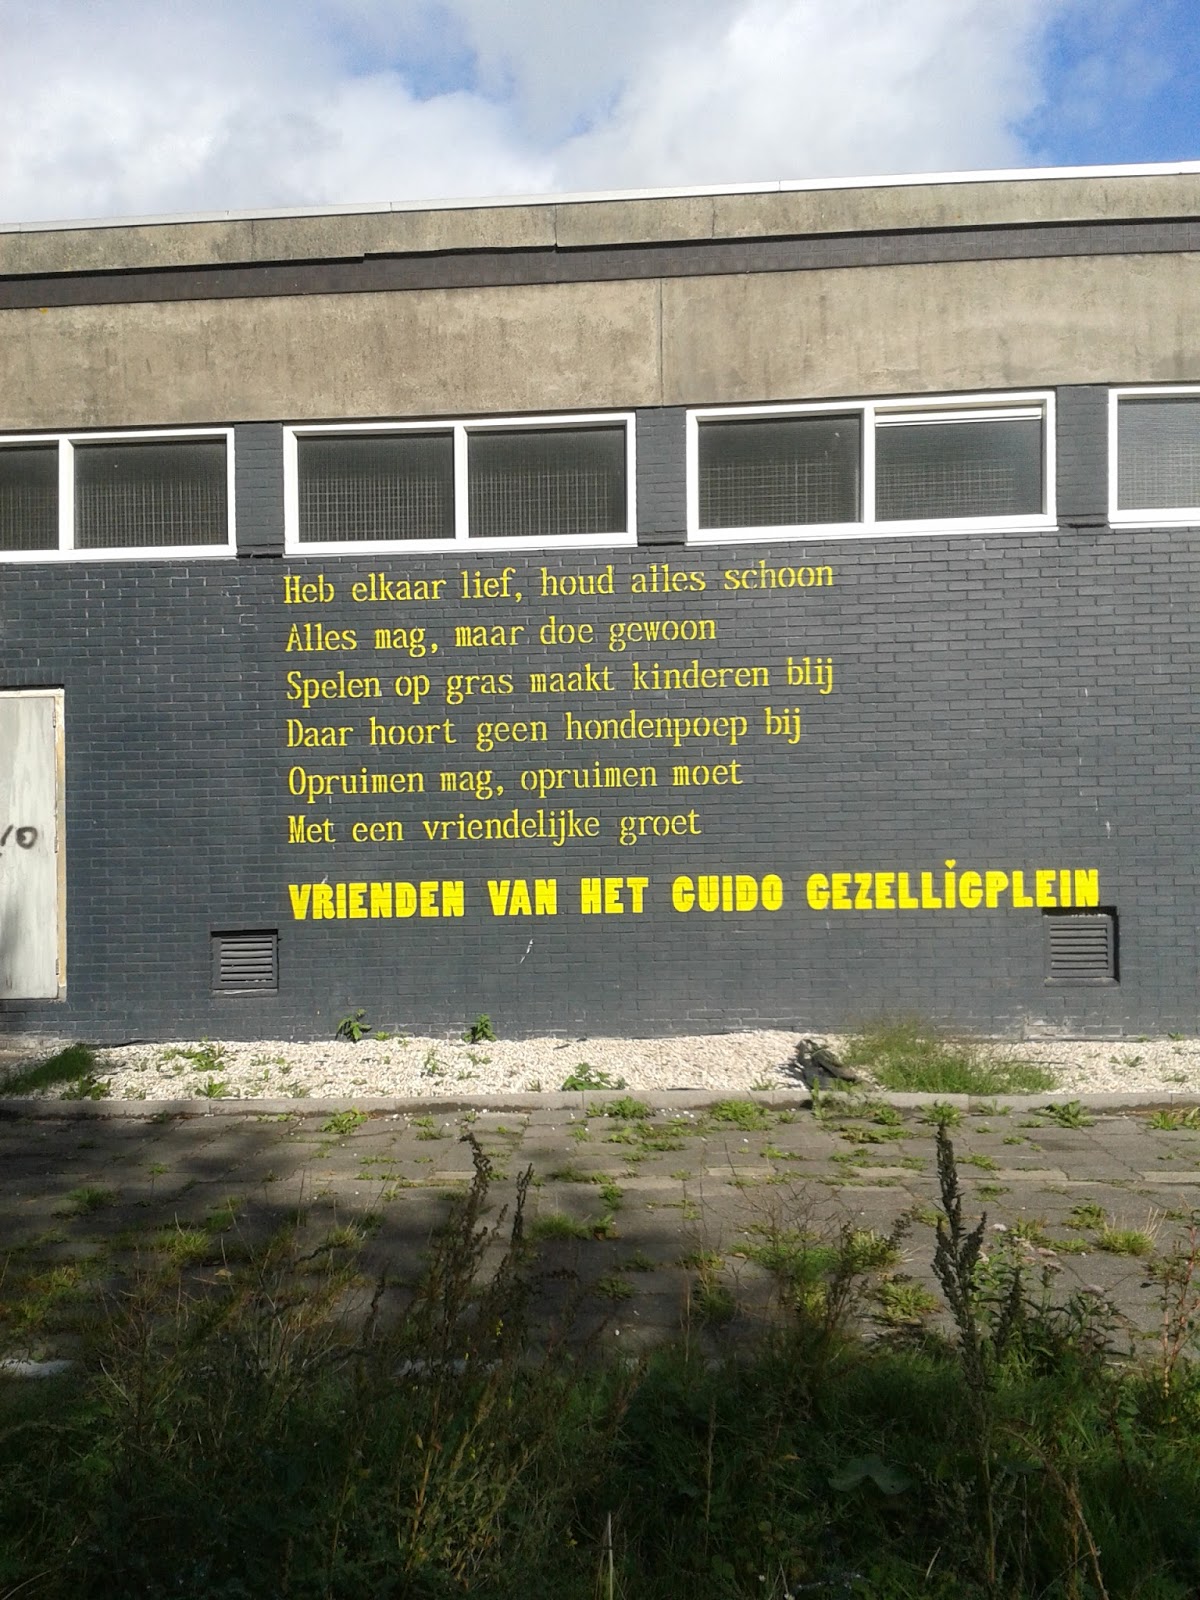 Heb elkaar lief, houd alles schoon
Alles mag, maar doe gewoon
Spelen op gras maakt kinderen blij
Daar hoort geen hondenpoep bij
Opruimen mag, opruimen moet
Met een vriendelijke groet
VRIENDEN VAN HET GUIDO GEZELLIGPLEIN